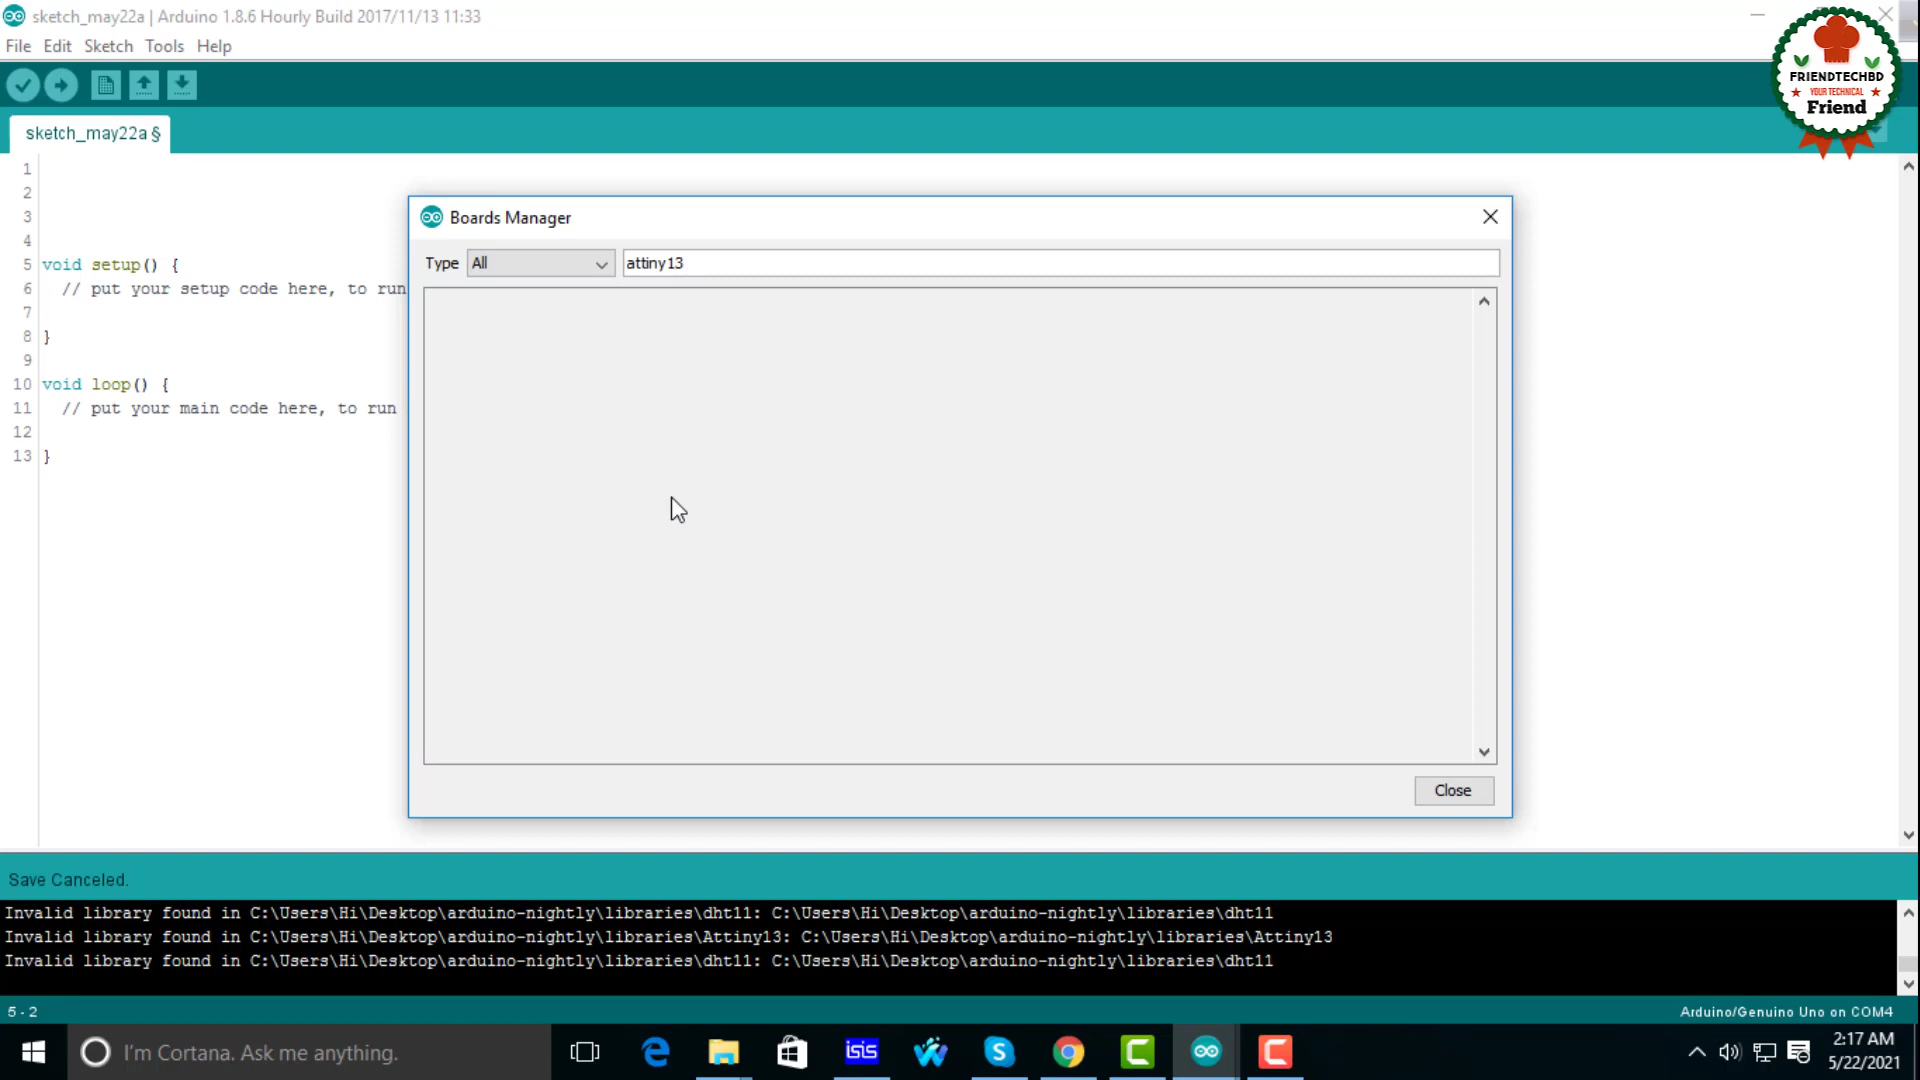 sketch_may22a | Arduino 1.8.6 Hourly Build 2017/11/13 11:33
File Edit Sketch Tools Help
FRIENDTECHBD
YOUR TECHNICAL
Friend
sketch_may22a §
1
2
3
4
5 void setup() {
6 // put your setup code here, to run
7
8 }
9
10 void loop() {
11 // put your main code here, to run
12
13 }
Boards Manager
Type All attiny13
Close
Save Canceled.
Invalid library found in C:\Users\Hi\Desktop\arduino-nightly\libraries\dht11: C:\Users\Hi\Desktop\arduino-nightly\libraries\dht11
Invalid library found in C:\Users\Hi\Desktop\arduino-nightly\libraries\Attiny13: C:\Users\Hi\Desktop\arduino-nightly\libraries\Attiny13
Invalid library found in C:\Users\Hi\Desktop\arduino-nightly\libraries\dht11: C:\Users\Hi\Desktop\arduino-nightly\libraries\dht11
5 - 2 Arduino/Genuino Uno on COM4
I'm Cortana. Ask me anything.
isis
2:17 AM
5/22/2021